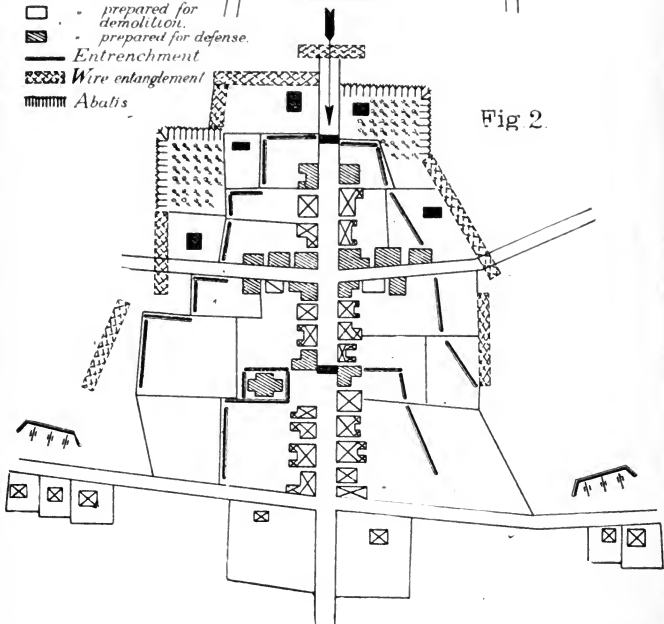 " prepared for
demolition.
" prepared for defense.
Entrenchment
Wire entanglement
Abatis
Fig 2.